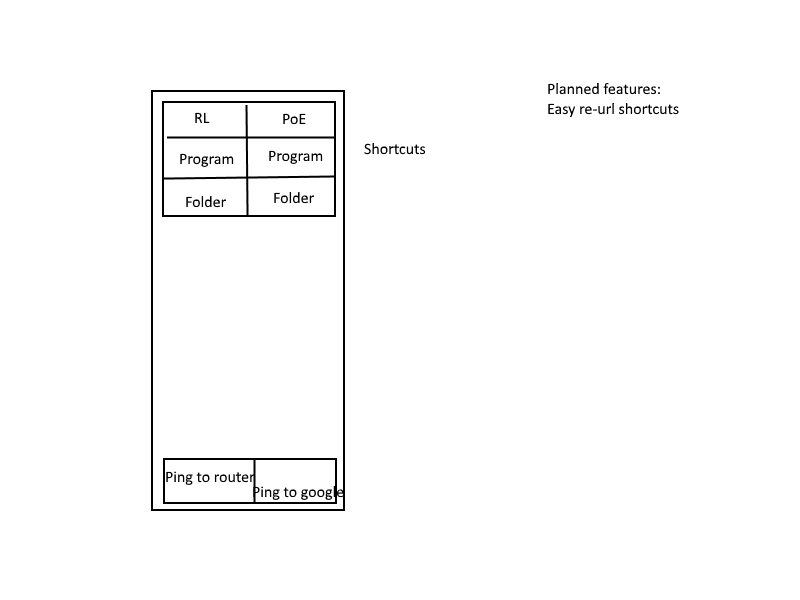 Planned features:
Easy re-url shortcuts
RL
PoE
Shortcuts
Program
Program
Folder
Folder
Ping to router
Ping to google